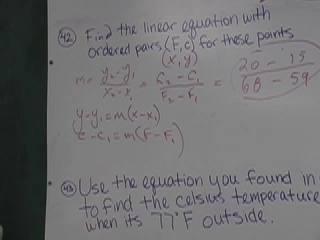 42. Find the linear equation with
ordered pairs (F,C) for these points
(x, y)
m = y₂-y₁ / x₂-x₁ = C₂-C₁ / F₂-F₁ = 20-15 / 68-59
y-y₁=m(x-x₁)
C-C₁=m(F-F₁)
43. Use the equation you found in
to find the celsius temperature
when its 77°F outside.